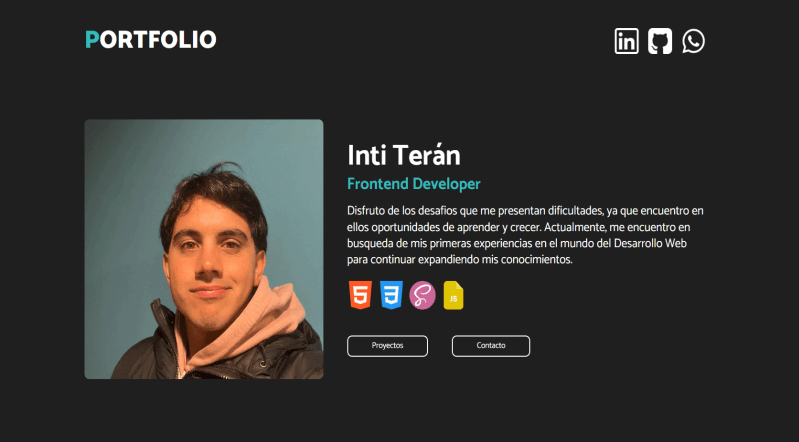 PORTFOLIO
in
Inti Terán
Frontend Developer
Disfruto de los desafios que me presentan dificultades, ya que encuentro en
ellos oportunidades de aprender y crecer. Actualmente, me encuentro en
busqueda de mis primeras experiencias en el mundo del Desarrollo Web
para continuar expandiendo mis conocimientos.
5 3 S JS
Proyectos Contacto